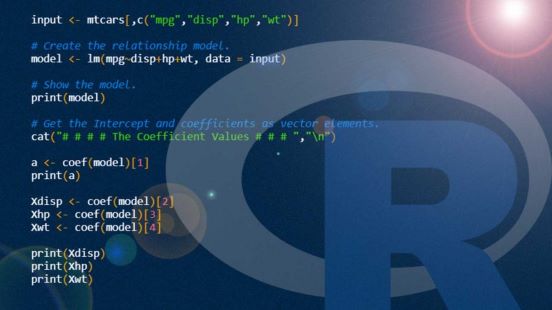 input <- mtcars[,c("mpg","disp","hp","wt")]
# Create the relationship model.
model <- lm(mpg~disp+hp+wt, data = input)
# Show the model.
print(model)
# Get the Intercept and coefficients as vector elements.
cat("# # # # The Coefficient Values # # # ","\n")
a <- coef(model)[1]
print(a)
Xdisp <- coef(model)[2]
Xhp <- coef(model)[3]
Xwt <- coef(model)[4]
print(Xdisp)
print(Xhp)
print(Xwt)
R